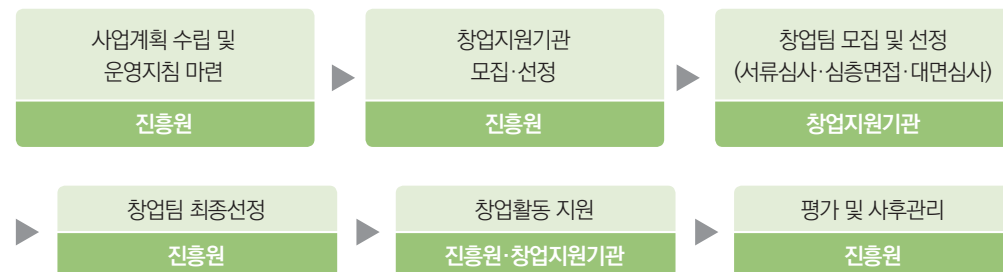 사업계획 수립 및
운영지침 마련
진흥원
창업지원기관
모집·선정
진흥원
창업팀 모집 및 선정
(서류심사·심층면접·대면심사)
창업지원기관
창업팀 최종선정
진흥원
창업활동 지원
진흥원·창업지원기관
평가 및 사후관리
진흥원